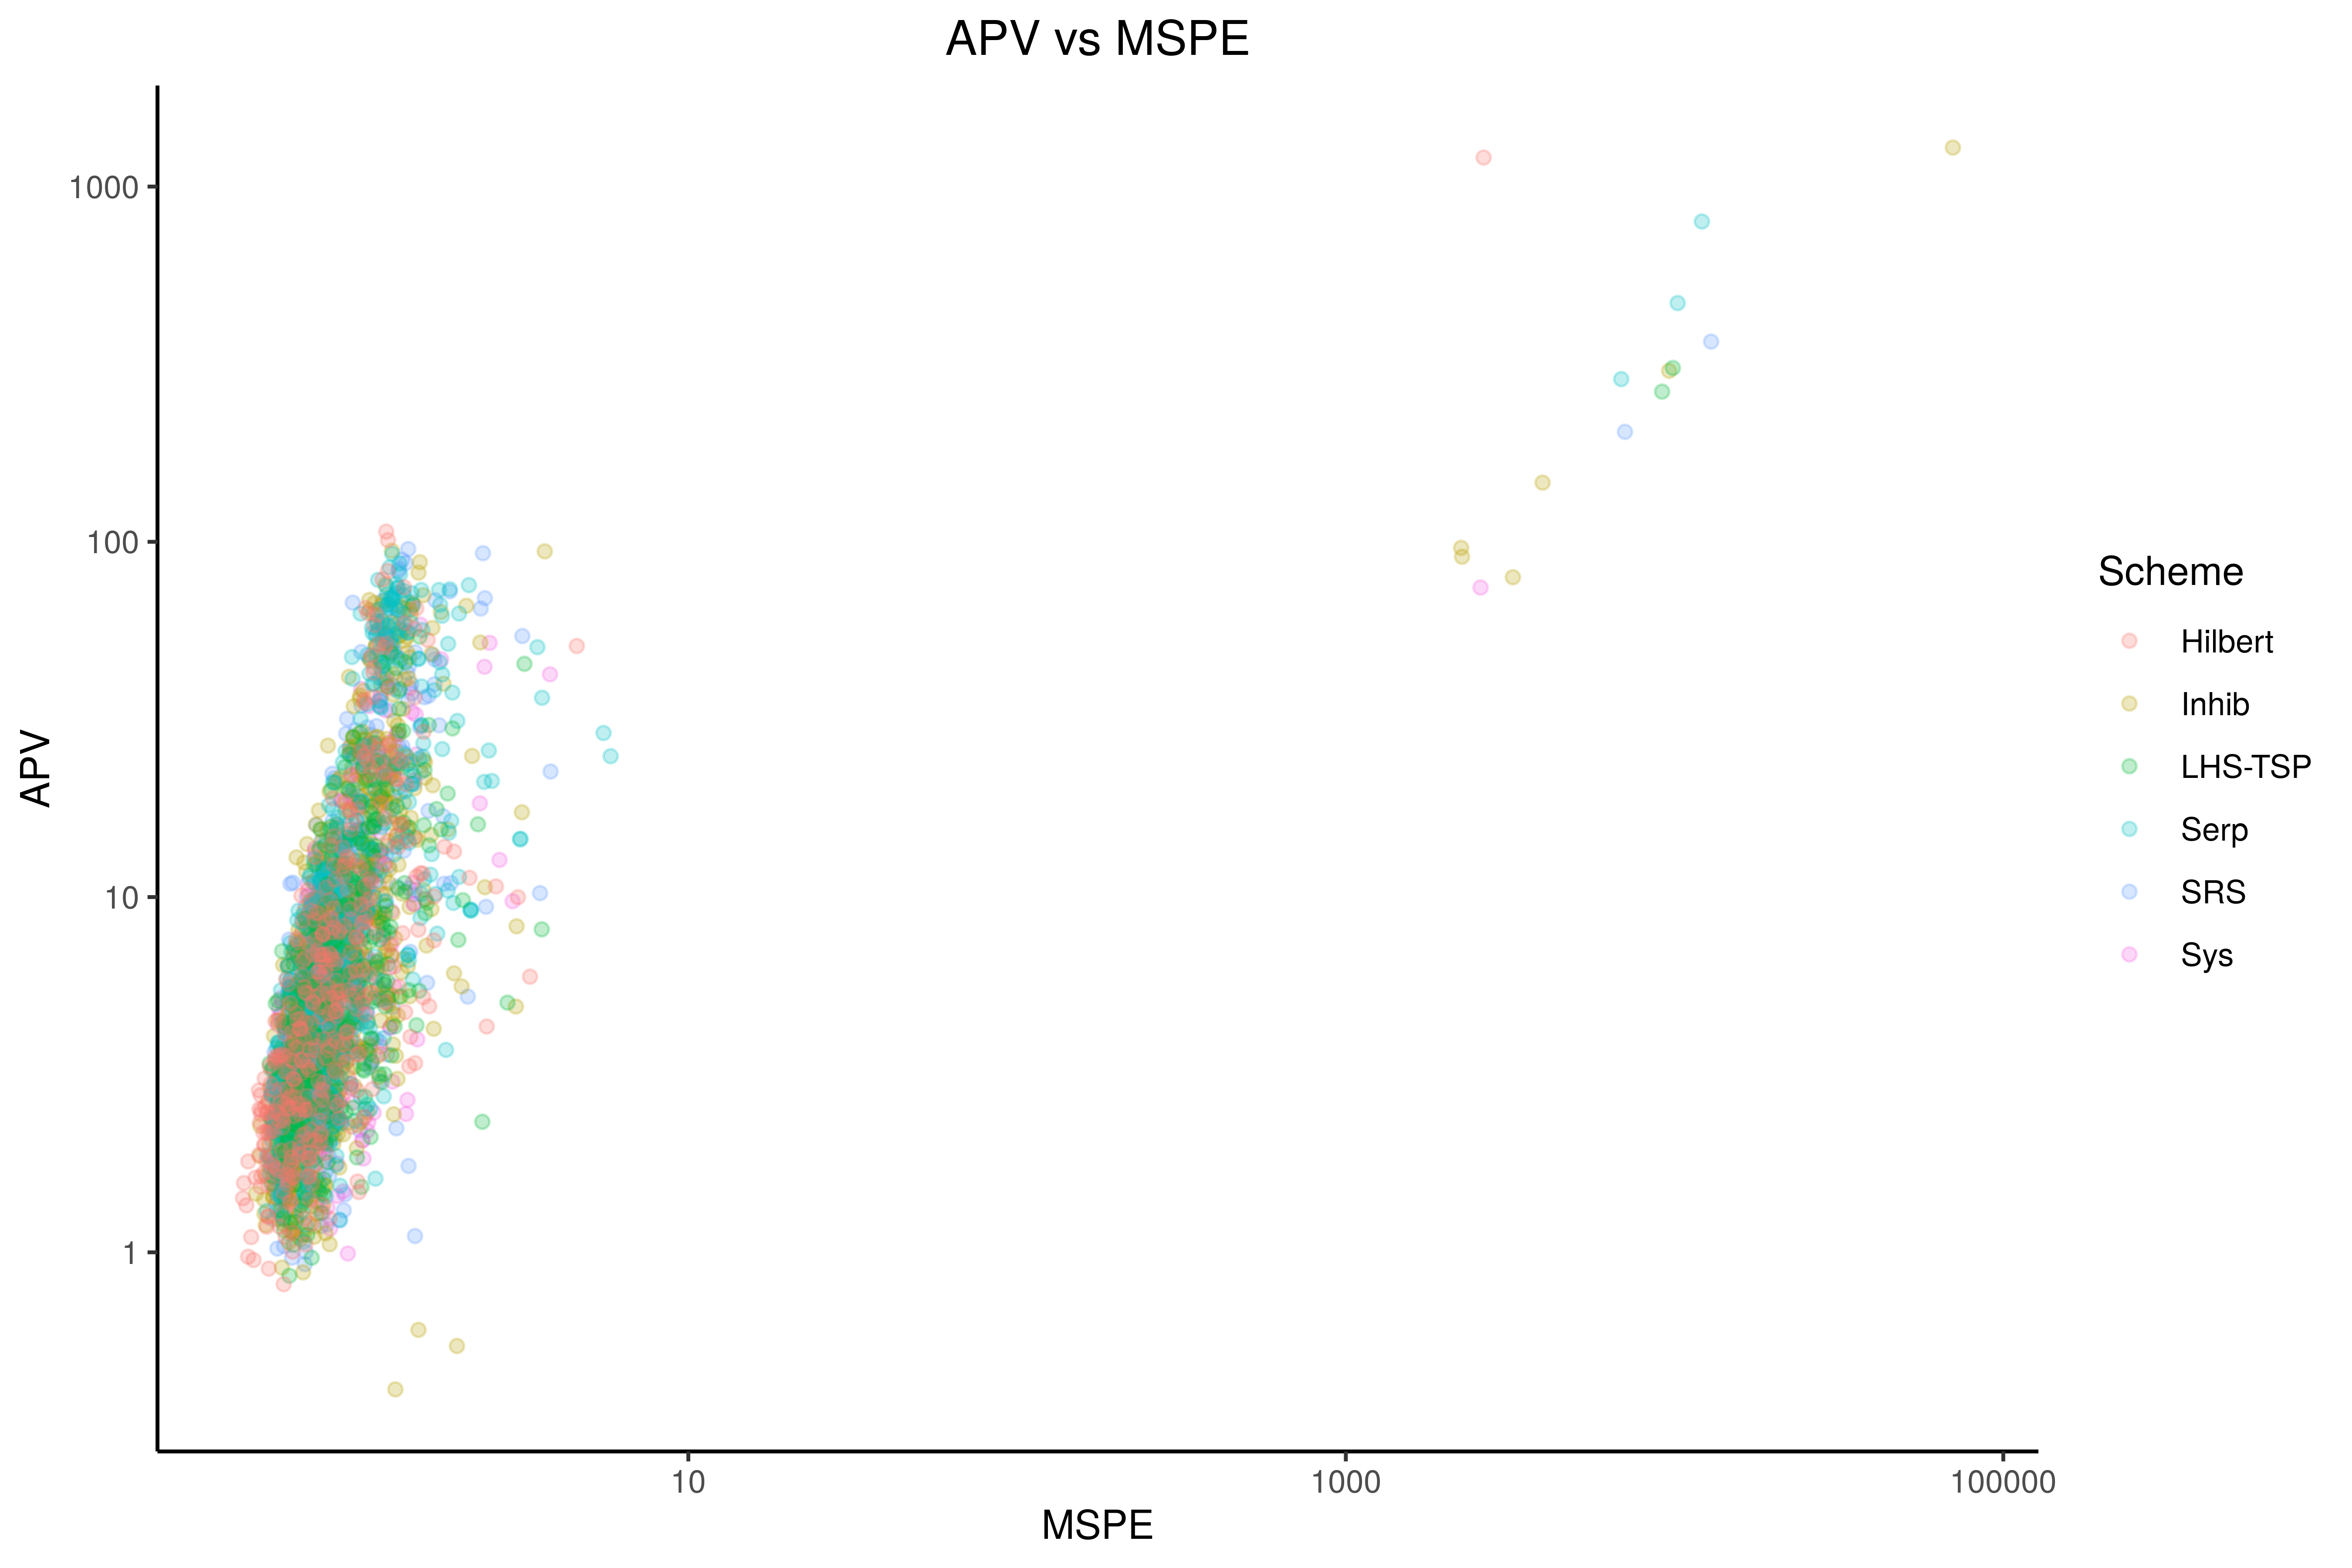 APV vs MSPE
APV
1000
100
10
1
10
1000
100000
MSPE
Scheme
Hilbert
Inhib
LHS-TSP
Serp
SRS
Sys